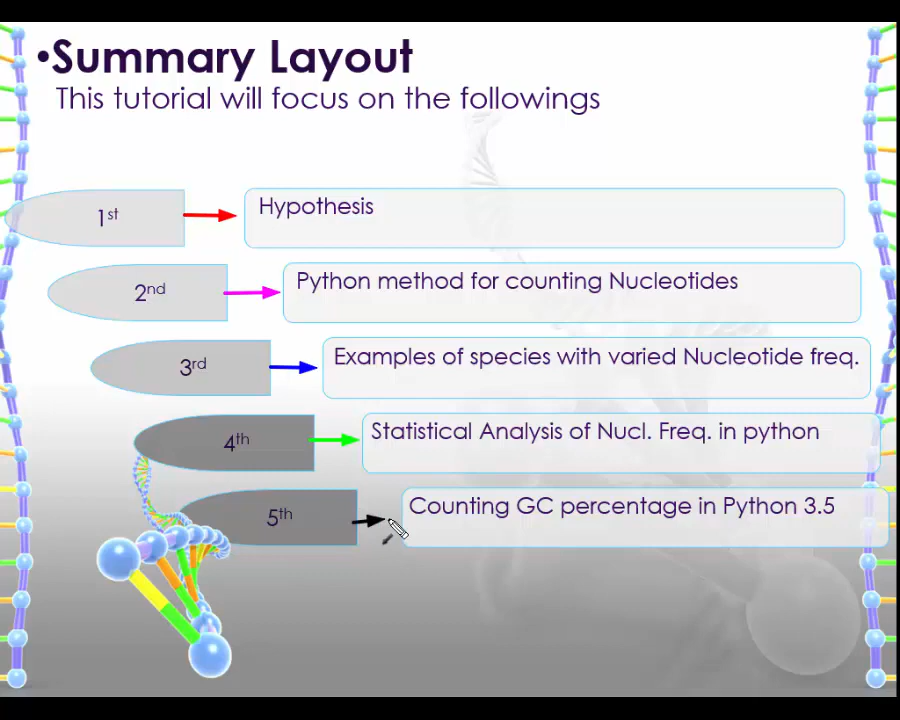 •Summary Layout
This tutorial will focus on the followings
1st
Hypothesis
2nd
Python method for counting Nucleotides
3rd
Examples of species with varied Nucleotide freq.
4th
Statistical Analysis of Nucl. Freq. in python
5th
Counting GC percentage in Python 3.5